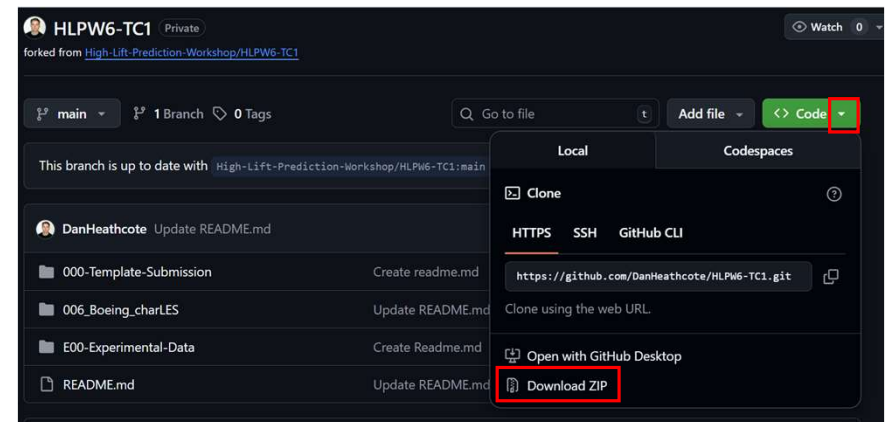 HLPW6-TC1 Private
Watch 0
forked from High-Lift-Prediction-Workshop/HLPW6-TC1
main 1 Branch 0 Tags Go to file t Add file <> Code
Local Codespaces
This branch is up to date with High-Lift-Prediction-Workshop/HLPW6-TC1:main
Clone
HTTPS SSH GitHub CLI
https://github.com/DanHeathcote/HLPW6-TC1.git
Clone using the web URL.
Open with GitHub Desktop
Download ZIP
DanHeathcote Update README.md
000-Template-Submission Create readme.md
006_Boeing_charLES Update README.md
E00-Experimental-Data Create Readme.md
README.md Update README.md